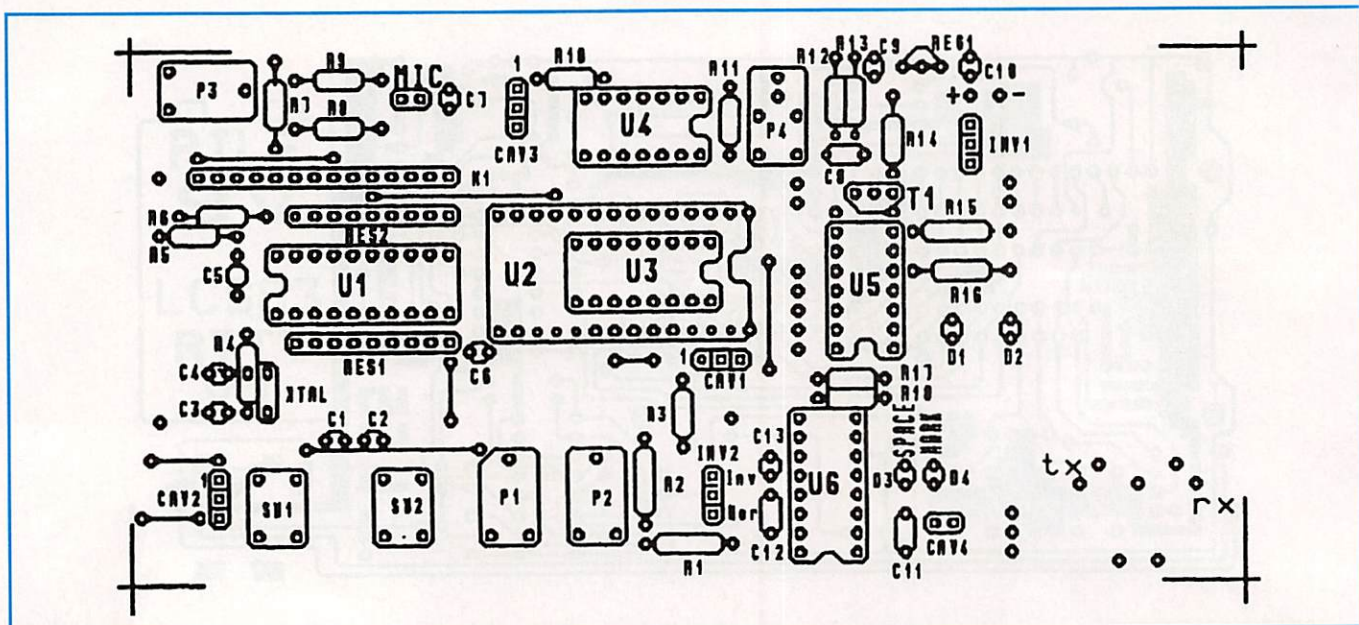 P3
R9
R7
R8
MIC
C7
1
CAV3
R10
U4
R11
P4
R12
R13
C9
REG1
C10
+
-
C8
R14
INV1
K1
T1
R6
R5
RES2
R15
C5
U1
U2
U3
U5
R16
R4
C4
XTAL
RES1
C6
1
CAV1
D1
D2
C3
R17
R18
C1
C2
R3
SPACE
MARK
C13
INV2
Inv
Nor
tx
rx
1
CAV2
SW1
SW2
P1
P2
R2
R1
C12
U6
D3
D4
C11
CAV4